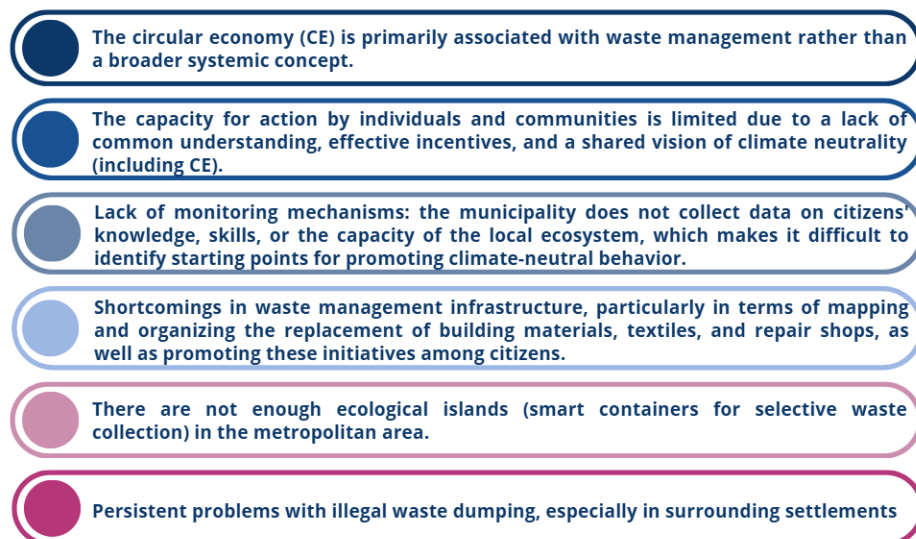 The circular economy (CE) is primarily associated with waste management rather than
a broader systemic concept.
The capacity for action by individuals and communities is limited due to a lack of
common understanding, effective incentives, and a shared vision of climate neutrality
(including CE).
Lack of monitoring mechanisms: the municipality does not collect data on citizens'
knowledge, skills, or the capacity of the local ecosystem, which makes it difficult to
identify starting points for promoting climate-neutral behavior.
Shortcomings in waste management infrastructure, particularly in terms of mapping
and organizing the replacement of building materials, textiles, and repair shops, as
well as promoting these initiatives among citizens.
There are not enough ecological islands (smart containers for selective waste
collection) in the metropolitan area.
Persistent problems with illegal waste dumping, especially in surrounding settlements